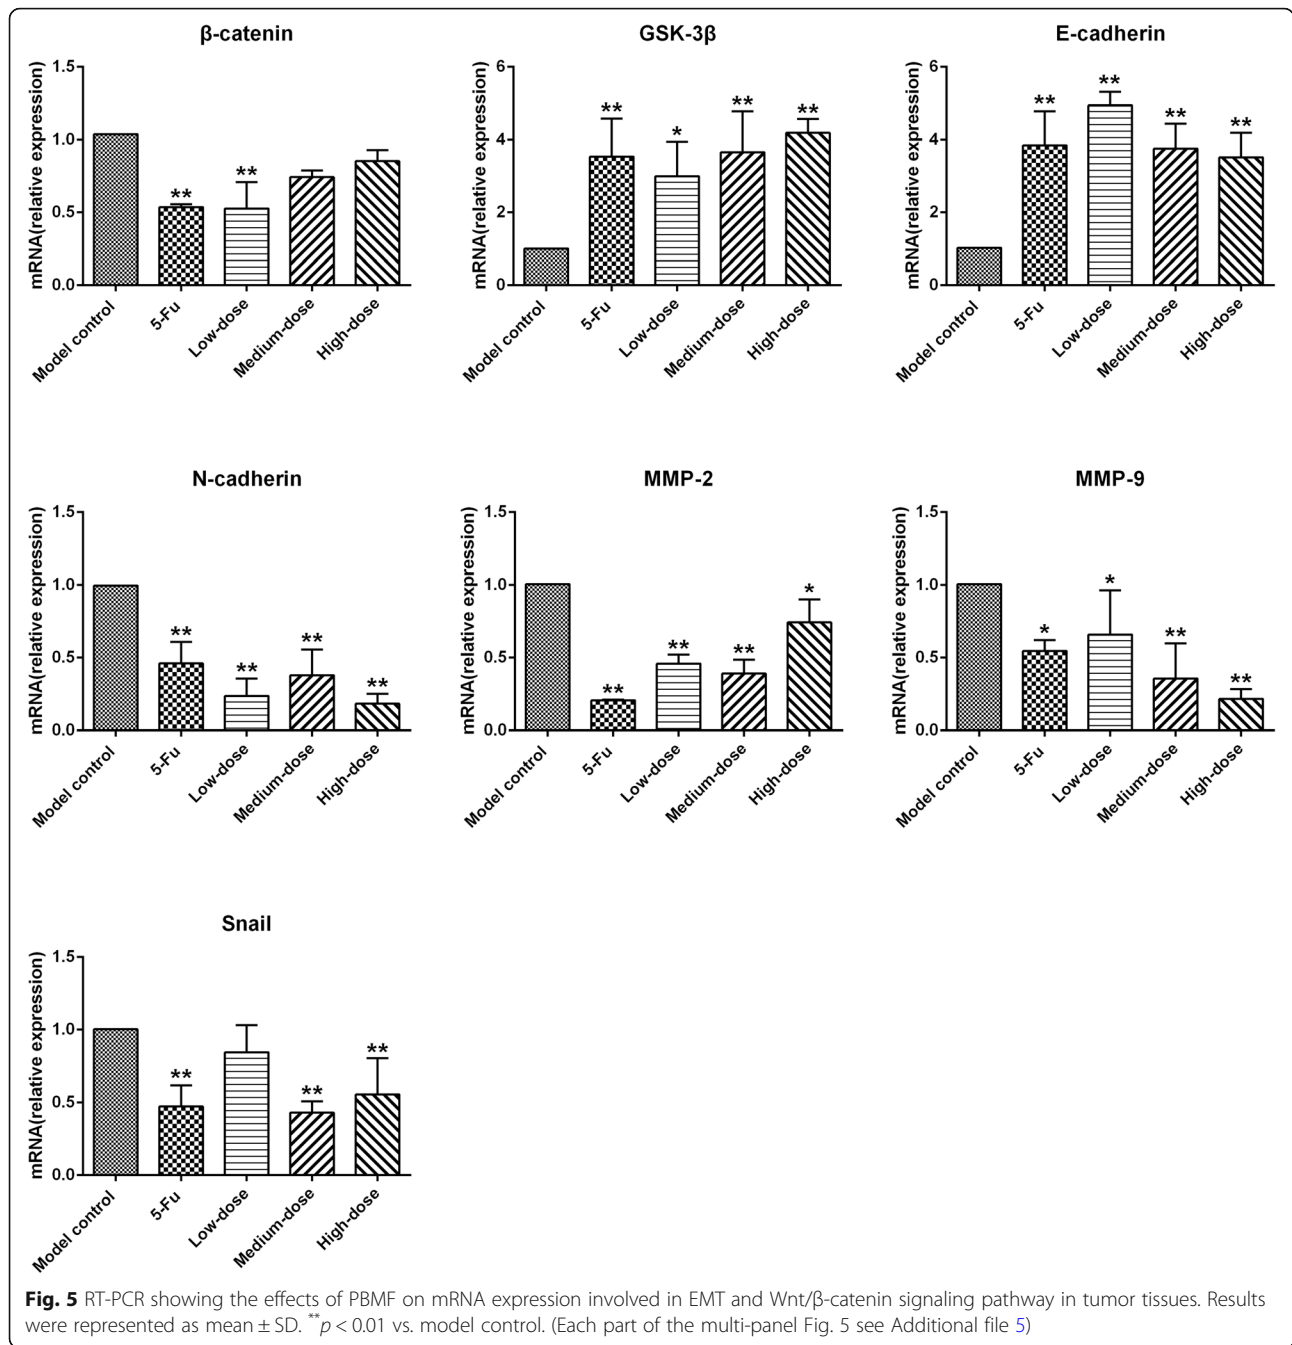 β-catenin
mRNA(relative expression)
1.5
1.0
0.5
0.0
**
**
Model control
5-Fu
Low-dose
Medium-dose
High-dose
GSK-3β
mRNA(relative expression)
6
4
2
0
**
*
**
**
Model control
5-Fu
Low-dose
Medium-dose
High-dose
E-cadherin
mRNA(relative expression)
6
4
2
0
**
**
**
**
Model control
5-Fu
Low-dose
Medium-dose
High-dose
N-cadherin
mRNA(relative expression)
1.5
1.0
0.5
0.0
**
**
**
**
Model control
5-Fu
Low-dose
Medium-dose
High-dose
MMP-2
mRNA(relative expression)
1.5
1.0
0.5
0.0
**
**
**
*
Model control
5-Fu
Low-dose
Medium-dose
High-dose
MMP-9
mRNA(relative expression)
1.5
1.0
0.5
0.0
*
*
**
**
Model control
5-Fu
Low-dose
Medium-dose
High-dose
Snail
mRNA(relative expression)
1.5
1.0
0.5
0.0
**
**
**
Model control
5-Fu
Low-dose
Medium-dose
High-dose
Fig. 5 RT-PCR showing the effects of PBMF on mRNA expression involved in EMT and Wnt/β-catenin signaling pathway in tumor tissues. Results
were represented as mean ± SD. **p < 0.01 vs. model control. (Each part of the multi-panel Fig. 5 see Additional file 5)